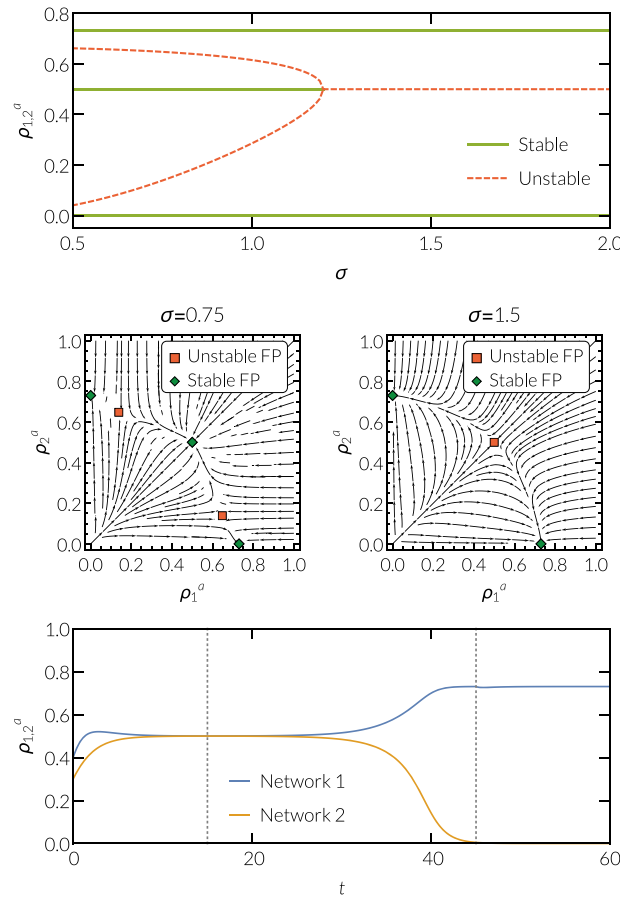 0.8
0.6
0.4
0.2
0.0
ρ₁,₂ᵃ
Stable
Unstable
0.5 1.0 1.5 2.0
σ
σ=0.75
1.0
0.8
0.6
0.4
0.2
0.0
ρ₂ᵃ
Unstable FP
Stable FP
0.0 0.2 0.4 0.6 0.8 1.0
ρ₁ᵃ
σ=1.5
1.0
0.8
0.6
0.4
0.2
0.0
ρ₂ᵃ
Unstable FP
Stable FP
0.0 0.2 0.4 0.6 0.8 1.0
ρ₁ᵃ
1.0
0.8
0.6
0.4
0.2
0.0
ρ₁,₂ᵃ
Network 1
Network 2
0 20 40 60
t